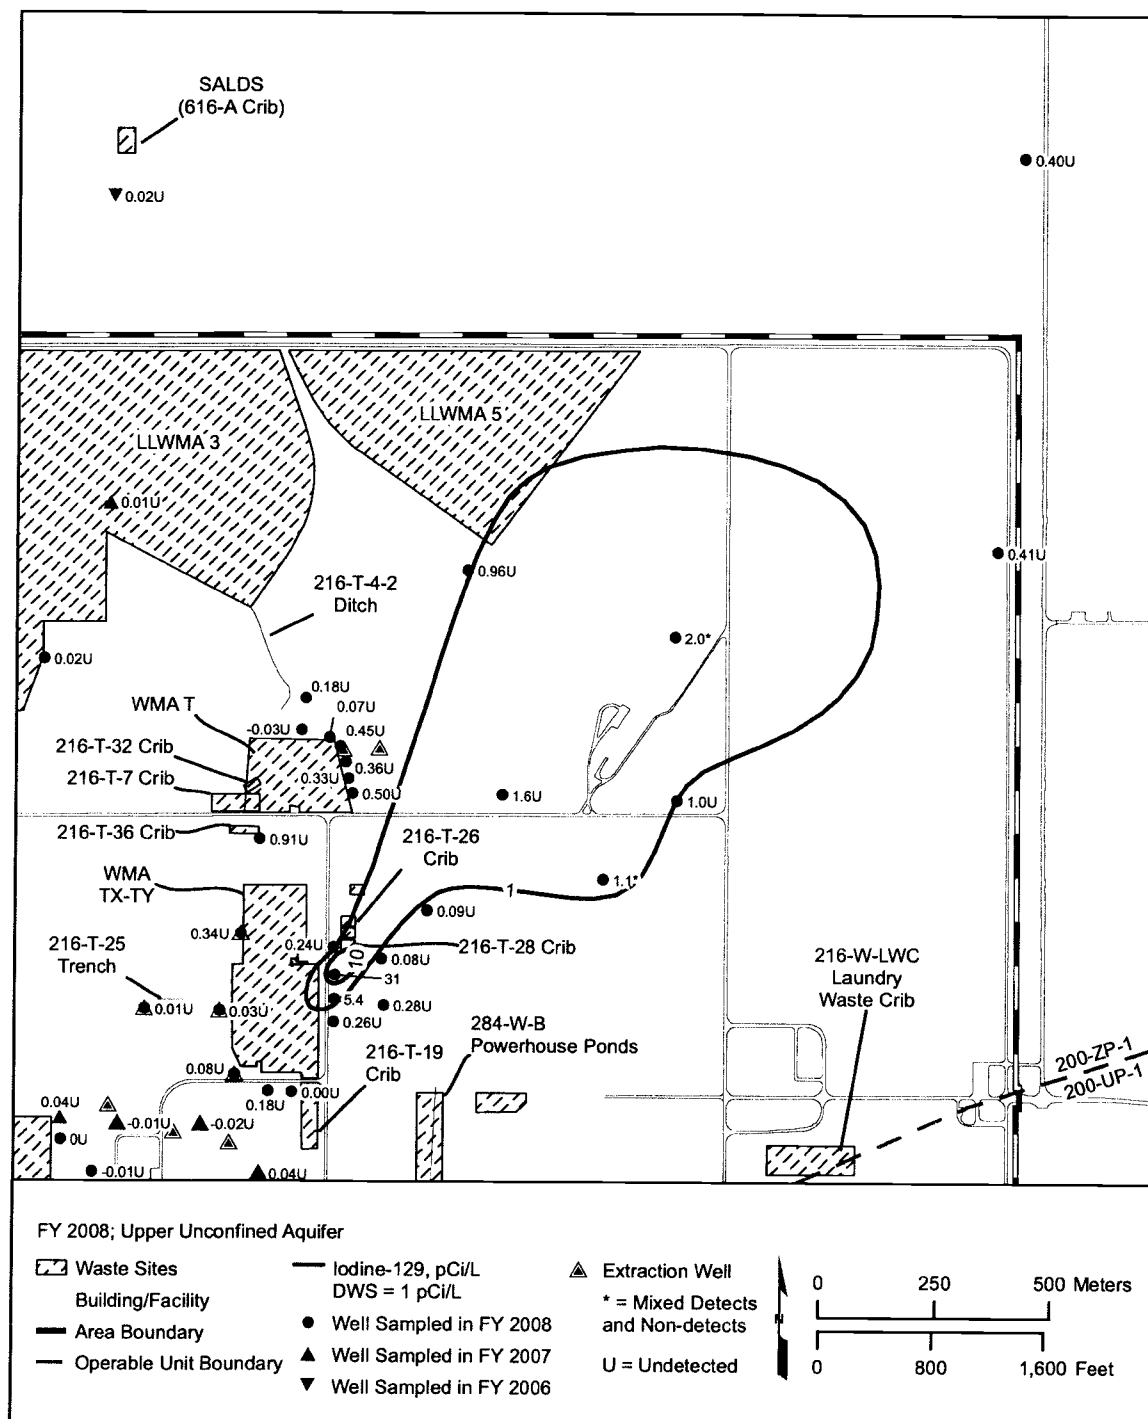 SALDS
(616-A Crib)
0.02U
0.40U
LLWMA 5
LLWMA 3
0.01U
0.41U
0.96U
216-T-4-2
Ditch
2.0*
0.02U
0.18U
WMA T
0.07U
-0.03U
0.45U
216-T-32 Crib
0.36U
216-T-7 Crib
0.33U
0.50U
1.6U
1.0U
216-T-36 Crib
0.91U
216-T-26
Crib
WMA
TX-TY
1.1*
1
0.09U
0.34U
0.24U
216-T-28 Crib
10
0.08U
216-T-25
Trench
31
216-W-LWC
Laundry
Waste Crib
5.4
0.01U
0.03U
0.28U
0.26U
284-W-B
Powerhouse Ponds
216-T-19
Crib
200-ZP-1
200-UP-1
0.08U
0.18U
0.00U
0.04U
-0.01U
-0.02U
0U
-0.01U
0.04U
FY 2008; Upper Unconfined Aquifer
Waste Sites
Building/Facility
Area Boundary
Operable Unit Boundary
Iodine-129, pCi/L
DWS = 1 pCi/L
Well Sampled in FY 2008
Well Sampled in FY 2007
Well Sampled in FY 2006
Extraction Well
* = Mixed Detects
and Non-detects
U = Undetected
N
0 250 500 Meters
0 800 1,600 Feet